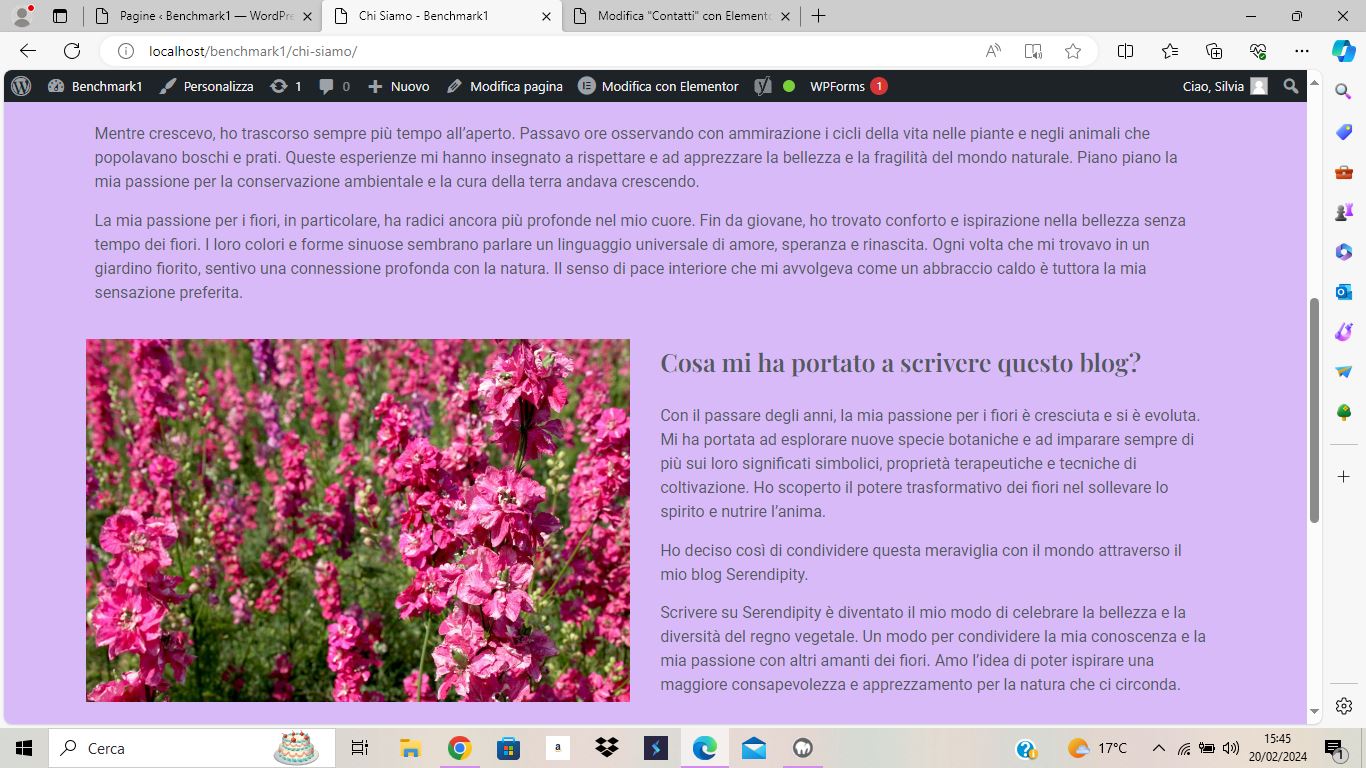 Pagine ‹ Benchmark1 — WordPre
Chi Siamo - Benchmark1
Modifica "Contatti" con Elemento
localhost/benchmark1/chi-siamo/
Benchmark1 Personalizza 1 0 Nuovo Modifica pagina Modifica con Elementor WPForms 1 Ciao, Silvia
Mentre crescevo, ho trascorso sempre più tempo all’aperto. Passavo ore osservando con ammirazione i cicli della vita nelle piante e negli animali che
popolavano boschi e prati. Queste esperienze mi hanno insegnato a rispettare e ad apprezzare la bellezza e la fragilità del mondo naturale. Piano piano la
mia passione per la conservazione ambientale e la cura della terra andava crescendo.
La mia passione per i fiori, in particolare, ha radici ancora più profonde nel mio cuore. Fin da giovane, ho trovato conforto e ispirazione nella bellezza senza
tempo dei fiori. I loro colori e forme sinuose sembrano parlare un linguaggio universale di amore, speranza e rinascita. Ogni volta che mi trovavo in un
giardino fiorito, sentivo una connessione profonda con la natura. Il senso di pace interiore che mi avvolgeva come un abbraccio caldo è tuttora la mia
sensazione preferita.
Cosa mi ha portato a scrivere questo blog?
Con il passare degli anni, la mia passione per i fiori è cresciuta e si è evoluta.
Mi ha portata ad esplorare nuove specie botaniche e ad imparare sempre di
più sui loro significati simbolici, proprietà terapeutiche e tecniche di
coltivazione. Ho scoperto il potere trasformativo dei fiori nel sollevare lo
spirito e nutrire l’anima.
Ho deciso così di condividere questa meraviglia con il mondo attraverso il
mio blog Serendipity.
Scrivere su Serendipity è diventato il mio modo di celebrare la bellezza e la
diversità del regno vegetale. Un modo per condividere la mia conoscenza e la
mia passione con altri amanti dei fiori. Amo l’idea di poter ispirare una
maggiore consapevolezza e apprezzamento per la natura che ci circonda.
Cerca
a
17°C
15:45
20/02/2024
1